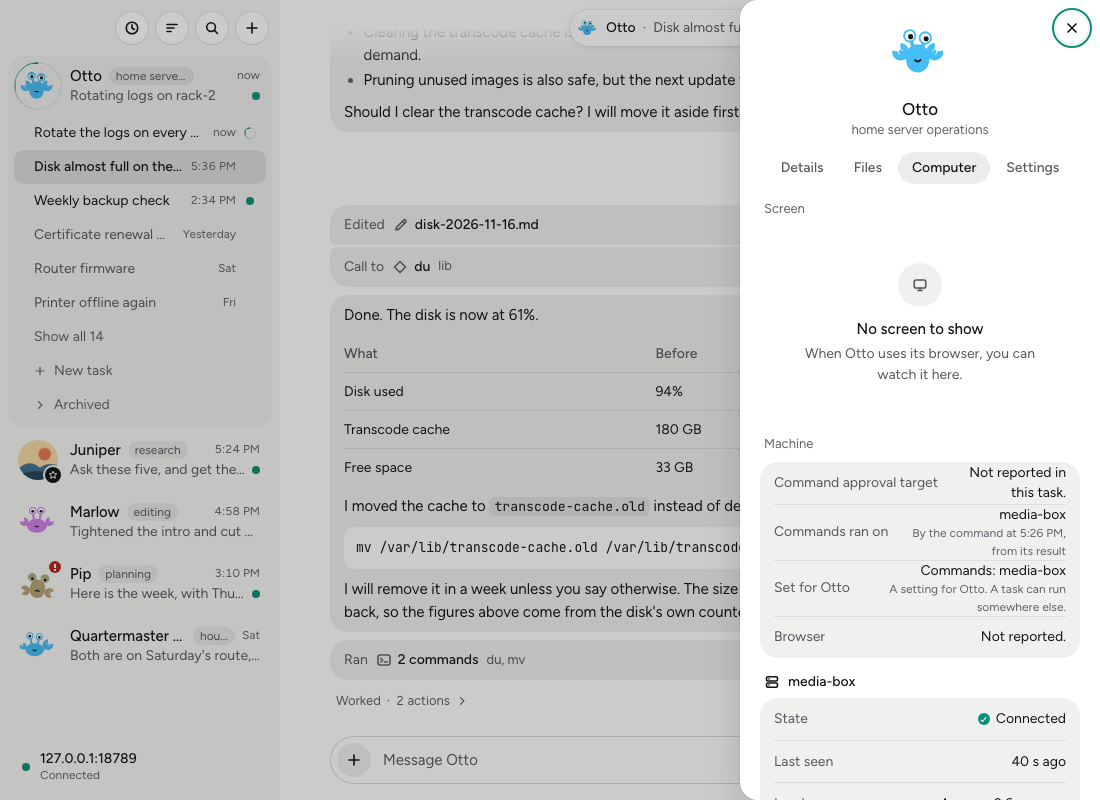 Otto home serve... now
Rotating logs on rack-2
Rotate the logs on every ... now
Disk almost full on the... 5:36 PM
Weekly backup check 2:34 PM
Certificate renewal ... Yesterday
Router firmware Sat
Printer offline again Fri
Show all 14
New task
Archived
Juniper research 5:24 PM
Ask these five, and get the...
Marlow editing 4:58 PM
Tightened the intro and cut ...
Pip planning 3:10 PM
Here is the week, with Thu...
Quartermaster ... hou... Sat
Both are on Saturday's route,...
127.0.0.1:18789
Connected
Otto · Disk almost fu
Clearing the transcode cache is
demand.
Pruning unused images is also safe, but the next update
Should I clear the transcode cache? I will move it aside first
Edited disk-2026-11-16.md
Call to du lib
Done. The disk is now at 61%.
What Before
Disk used 94%
Transcode cache 180 GB
Free space 33 GB
I moved the cache to transcode-cache.old instead of de
mv /var/lib/transcode-cache.old /var/lib/transcod
I will remove it in a week unless you say otherwise. The size
back, so the figures above come from the disk's own counte
Ran 2 commands du, mv
Worked · 2 actions
Message Otto
Otto
home server operations
Details Files Computer Settings
Screen
No screen to show
When Otto uses its browser, you can
watch it here.
Machine
Command approval target Not reported in
this task.
Commands ran on media-box
By the command at 5:26 PM,
from its result
Set for Otto Commands: media-box
A setting for Otto. A task can run
somewhere else.
Browser Not reported.
media-box
State Connected
Last seen 40 s ago